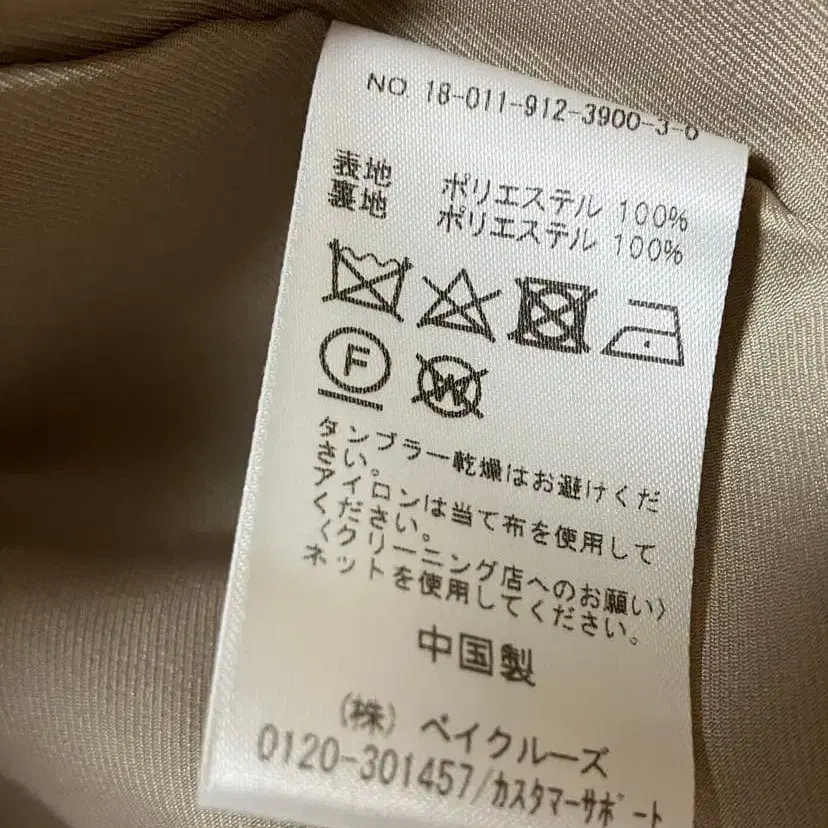 NO. 18-011-912-3900-3-0
表地 ポリエステル 100%
裏地 ポリエステル 100%
F
W
タンブラー乾燥はお避けくだ
さい。
アイロンは当て布を使用して
ください。
〈クリーニング店へのお願い〉
ネットを使用してください。
中国製
(株) ベイクルーズ
0120-301457/カスタマーサポート